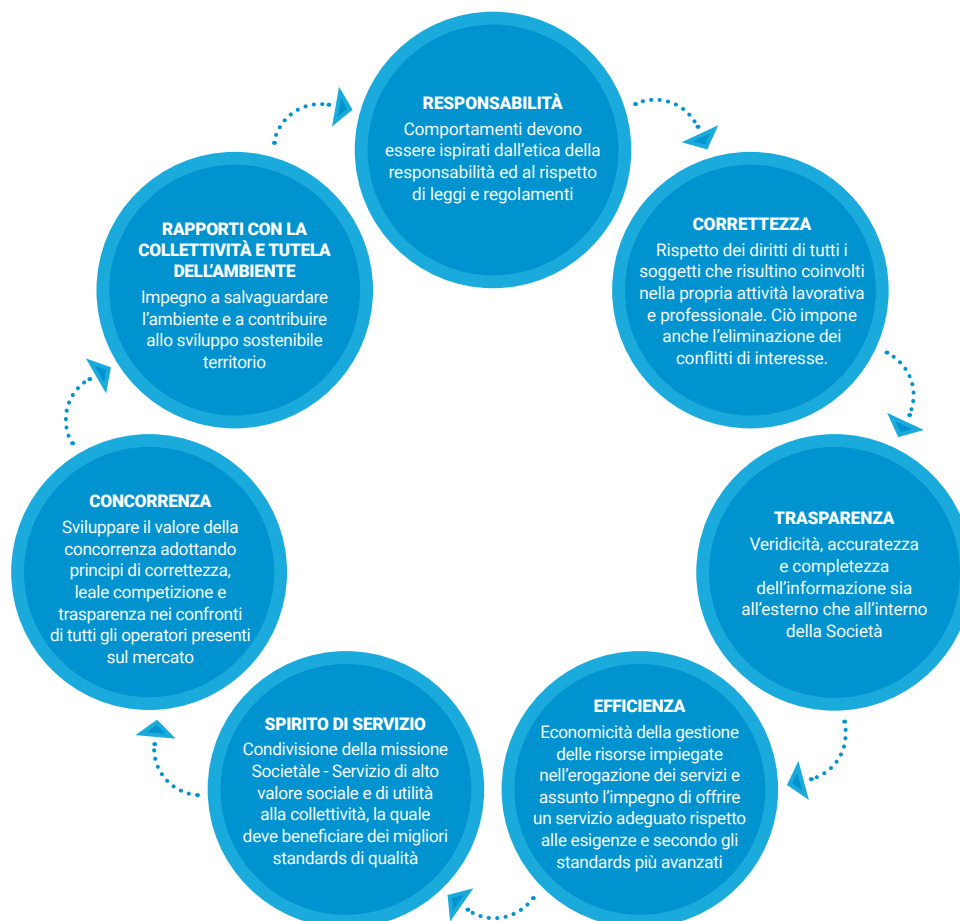 RESPONSABILITÀ
Comportamenti devono
essere ispirati dall’etica della
responsabilità ed al rispetto
di leggi e regolamenti
CORRETTEZZA
Rispetto dei diritti di tutti i
soggetti che risultino coinvolti
nella propria attività lavorativa
e professionale. Ciò impone
anche l’eliminazione dei
conflitti di interesse.
TRASPARENZA
Veridicità, accuratezza
e completezza
dell’informazione sia
all’esterno che all’interno
della Società
EFFICIENZA
Economicità della gestione
delle risorse impiegate
nell’erogazione dei servizi e
assunto l’impegno di offrire
un servizio adeguato rispetto
alle esigenze e secondo gli
standards più avanzati
SPIRITO DI SERVIZIO
Condivisione della missione
Societàle - Servizio di alto
valore sociale e di utilità
alla collettività, la quale
deve beneficiare dei migliori
standards di qualità
CONCORRENZA
Sviluppare il valore della
concorrenza adottando
principi di correttezza,
leale competizione e
trasparenza nei confronti
di tutti gli operatori presenti
sul mercato
RAPPORTI CON LA
COLLETTIVITÀ E TUTELA
DELL’AMBIENTE
Impegno a salvaguardare
l’ambiente e a contribuire
allo sviluppo sostenibile
territorio